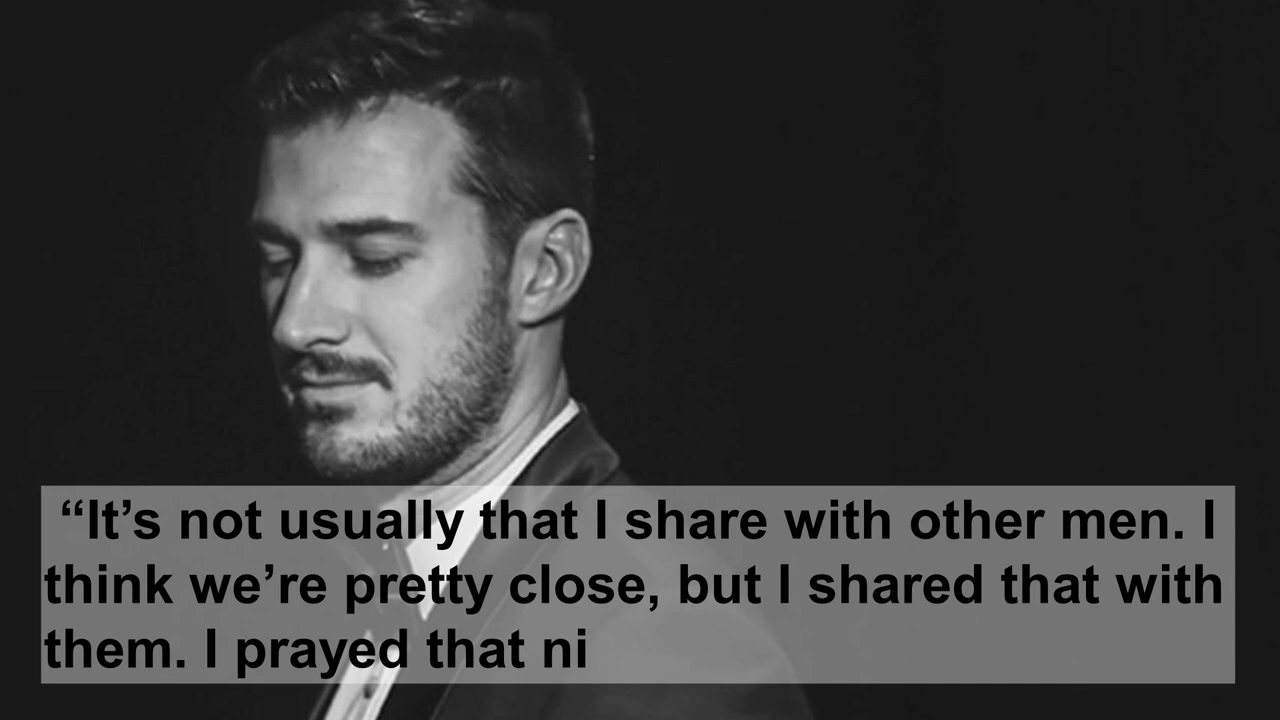 “It’s not usually that I share with other men. I
think we’re pretty close, but I shared that with
them. I prayed that ni